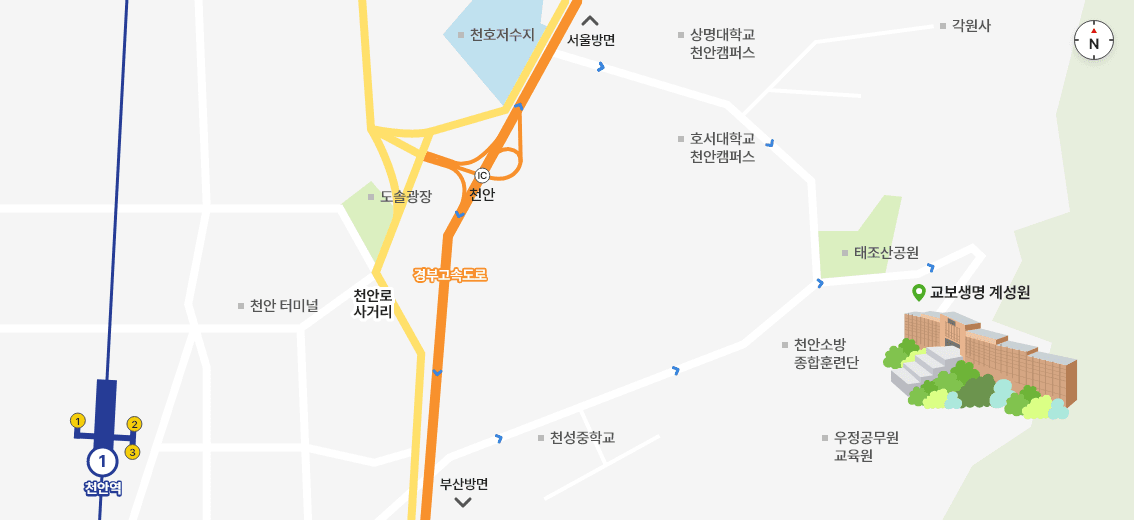 천호저수지
서울방면
상명대학교
천안캠퍼스
각원사
N
호서대학교
천안캠퍼스
IC
천안
도솔광장
태조산공원
경부고속도로
교보생명 계성원
천안로
사거리
천안 터미널
천안소방
종합훈련단
1
2
3
1
천안역
천성중학교
우정공무원
교육원
부산방면